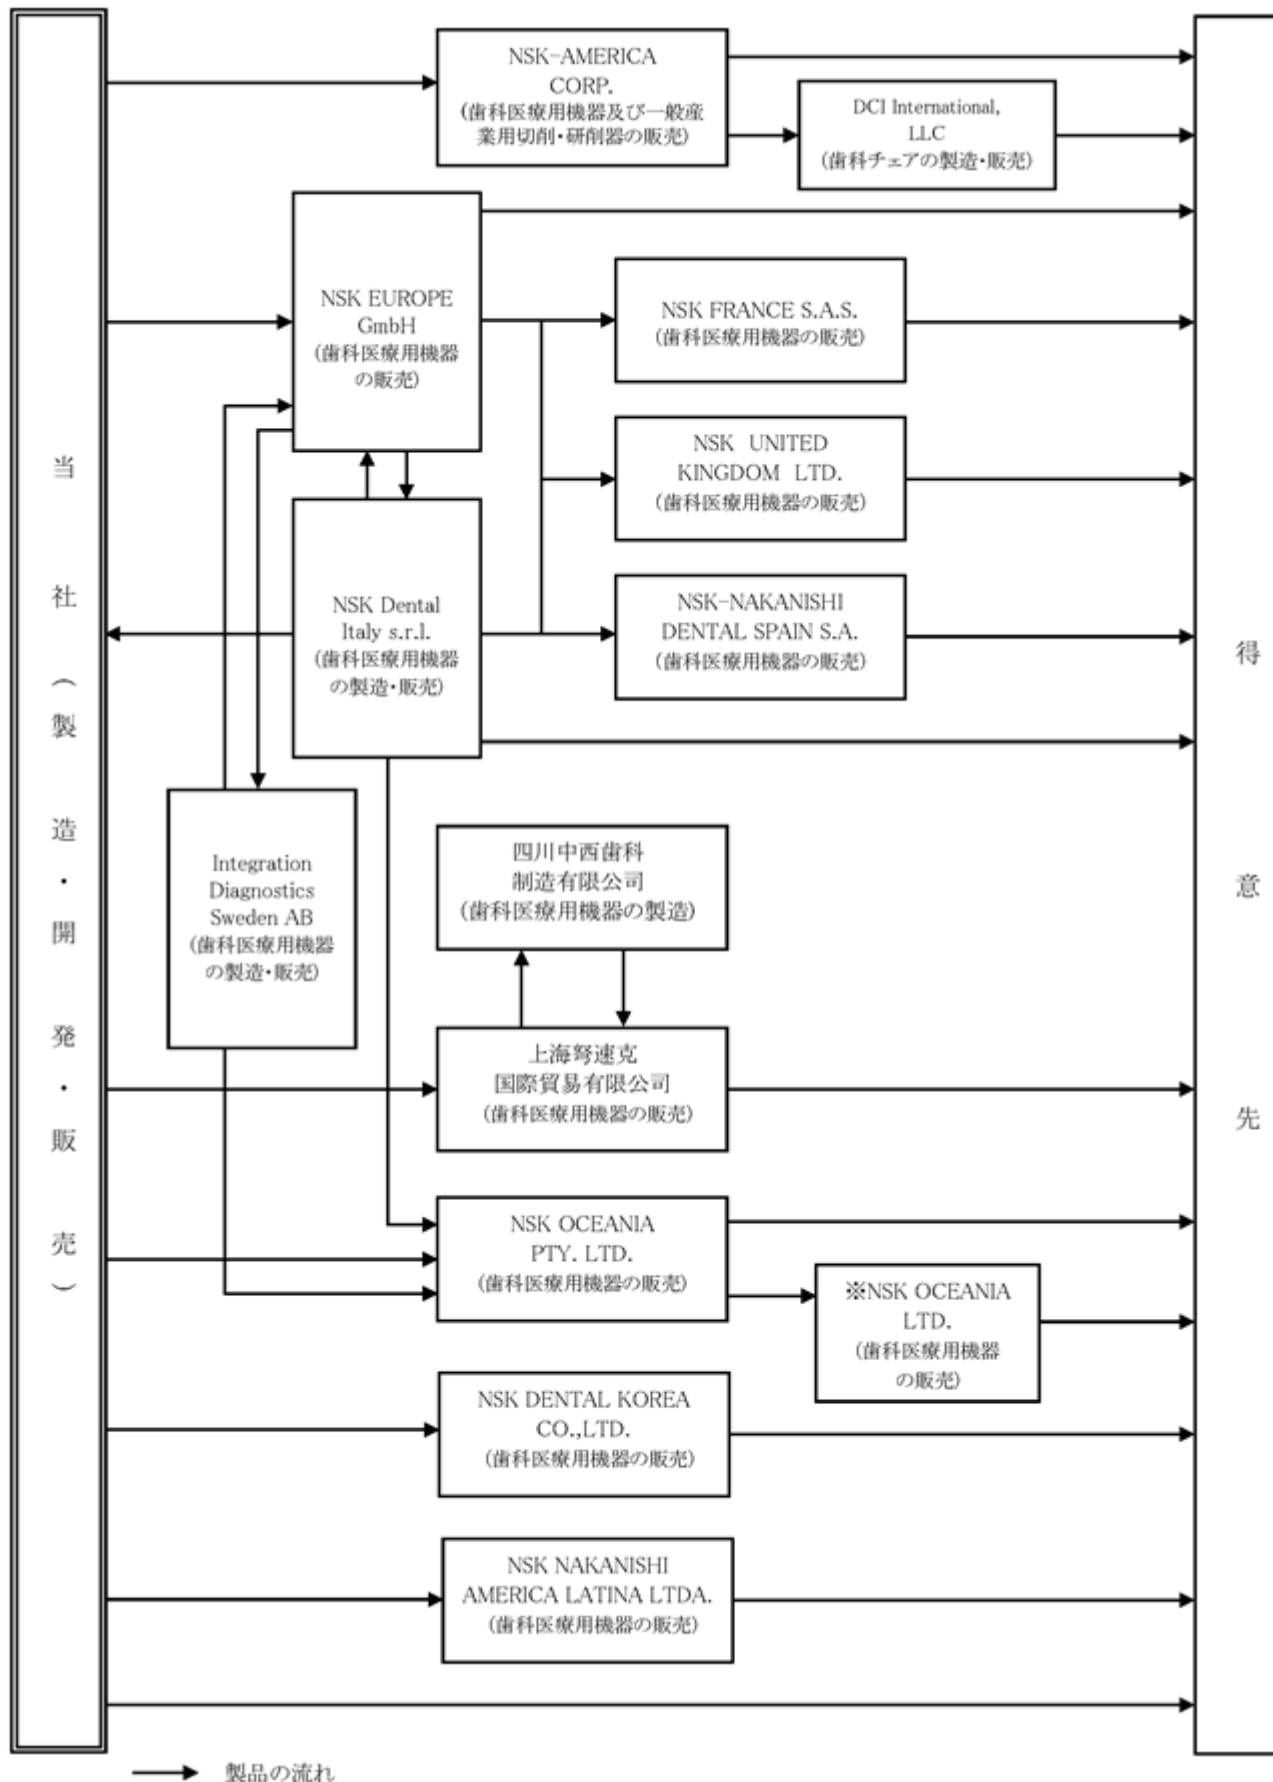 当社(製造・開発・販売)
NSK-AMERICA
CORP.
(歯科医療用機器及び一般産
業用切削・研削器の販売)
DCI International,
LLC
(歯科チェアの製造・販売)
NSK EUROPE
GmbH
(歯科医療用機器
の販売)
NSK FRANCE S.A.S.
(歯科医療用機器の販売)
NSK UNITED
KINGDOM LTD.
(歯科医療用機器の販売)
NSK Dental
Italy s.r.l.
(歯科医療用機器
の製造・販売)
NSK-NAKANISHI
DENTAL SPAIN S.A.
(歯科医療用機器の販売)
Integration
Diagnostics
Sweden AB
(歯科医療用機器
の製造・販売)
四川中西歯科
制造有限公司
(歯科医療用機器の製造)
上海弩速克
国際貿易有限公司
(歯科医療用機器の販売)
NSK OCEANIA
PTY. LTD.
(歯科医療用機器の販売)
※NSK OCEANIA
LTD.
(歯科医療用機器
の販売)
NSK DENTAL KOREA
CO.,LTD.
(歯科医療用機器の販売)
NSK NAKANISHI
AMERICA LATINA LTDA.
(歯科医療用機器の販売)
得意先
製品の流れ